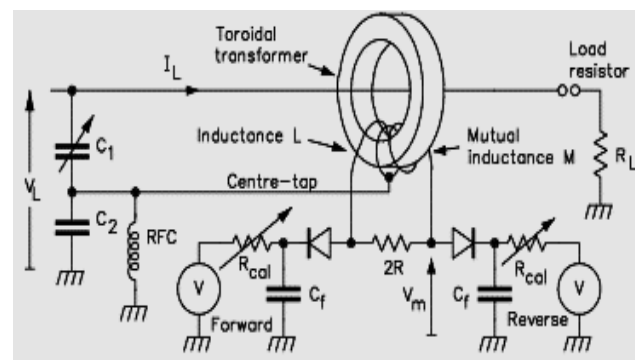 Toroidal
transformer
Load
resistor
I_L
Inductance L
Mutual
inductance M
C_1
V_L
R_L
Centre-tap
C_2
RFC
R_cal
2R
R_cal
V
C_f
V_m
C_f
V
Forward
Reverse